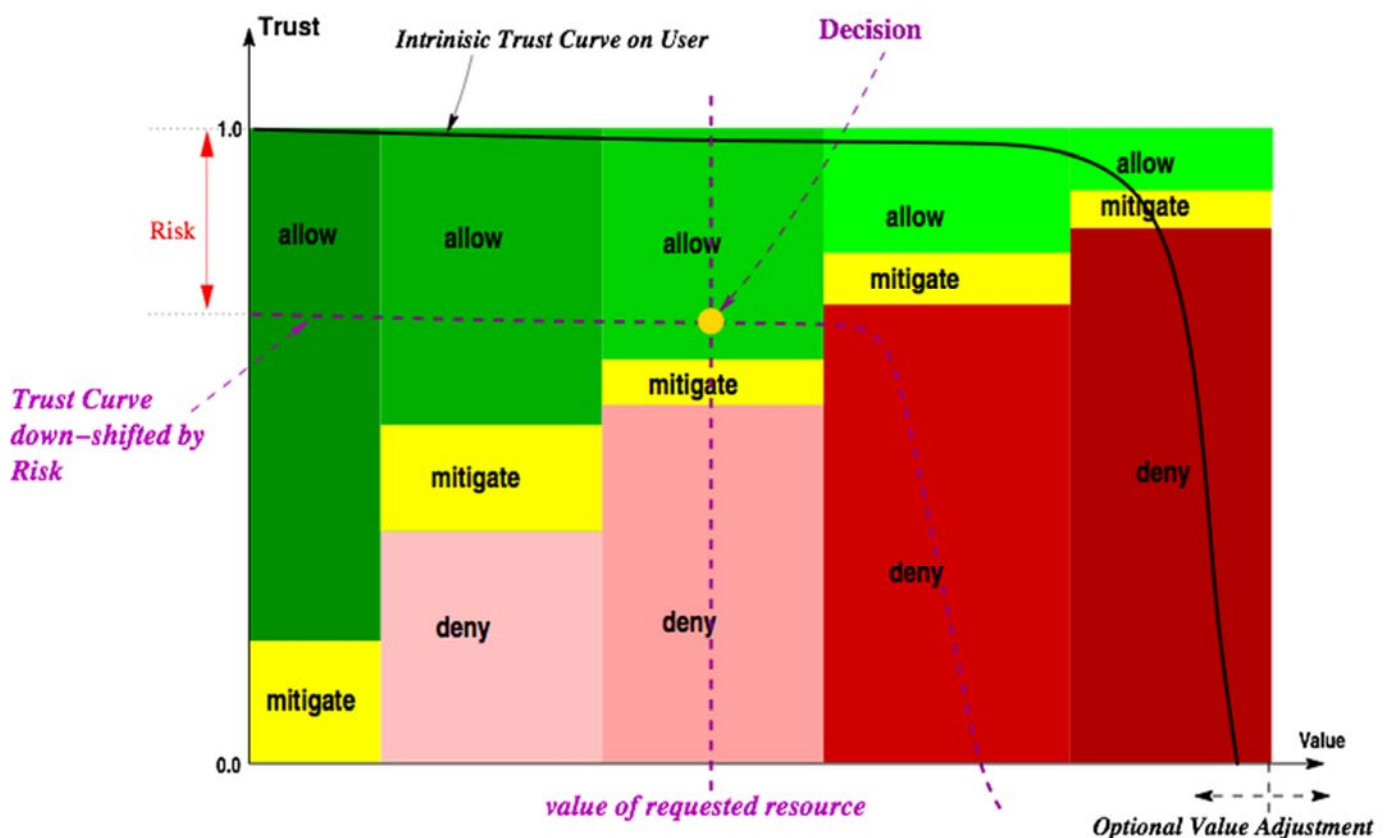 Trust
Intrinisic Trust Curve on User
Decision
1.0
Risk
allow
allow
allow
allow
allow
mitigate
mitigate
mitigate
mitigate
mitigate
Trust Curve
down-shifted by
Risk
deny
deny
deny
deny
deny
0.0
Value
value of requested resource
Optional Value Adjustment